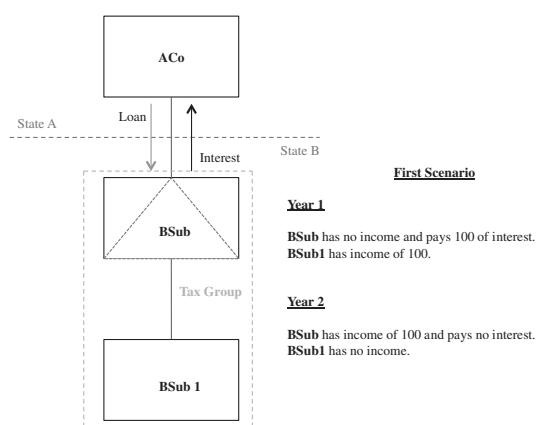 ACo
Loan
State A
State B
Interest
First Scenario
Year 1
BSub
BSub has no income and pays 100 of interest.
BSub1 has income of 100.
Tax Group
Year 2
BSub has income of 100 and pays no interest.
BSub1 has no income.
BSub 1